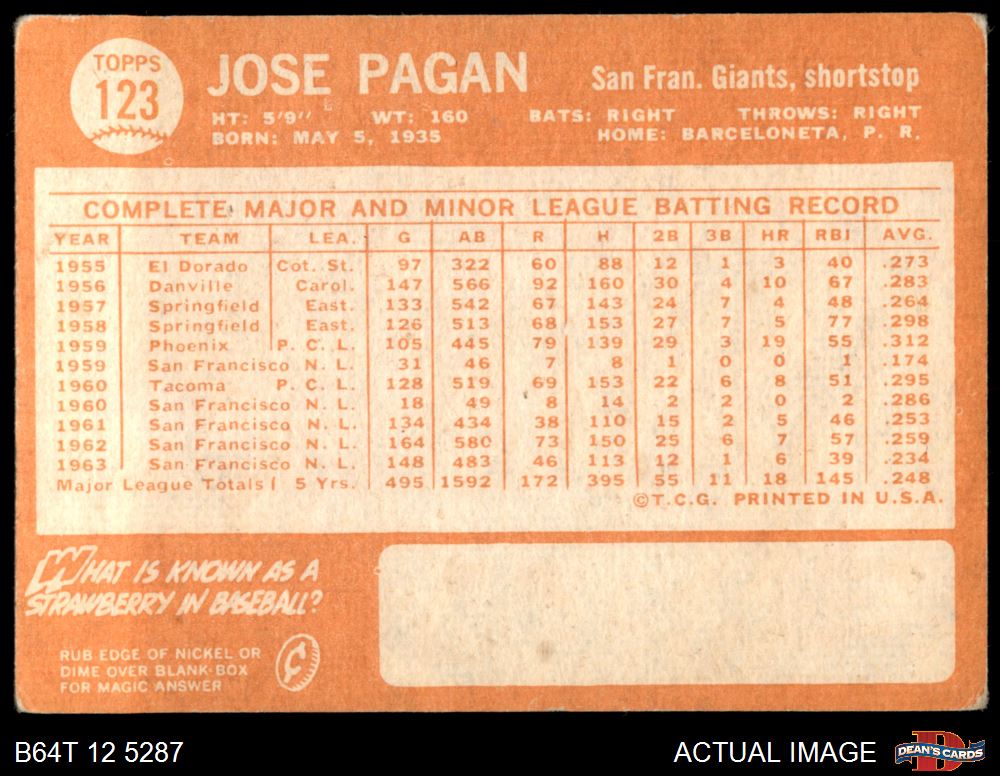 TOPPS
123
JOSE PAGAN
San Fran. Giants, shortstop
HT: 5'9" WT: 160 BATS: RIGHT THROWS: RIGHT
BORN: MAY 5, 1935 HOME: BARCELONETA, P. R.
COMPLETE MAJOR AND MINOR LEAGUE BATTING RECORD
YEAR TEAM LEA. G AB R H 2B 3B HR RBI AVG.
1955 El Dorado Cot. St. 97 322 60 88 12 1 3 40 .273
1956 Danville Carol. 147 566 92 160 30 4 10 67 .283
1957 Springfield East. 133 542 67 143 24 7 4 48 .264
1958 Springfield East. 126 513 68 153 27 7 5 77 .298
1959 Phoenix P. C. L. 105 445 79 139 29 3 19 55 .312
1959 San Francisco N. L. 31 46 7 8 1 0 0 1 .174
1960 Tacoma P. C. L. 128 519 69 153 22 6 8 51 .295
1960 San Francisco N. L. 18 49 8 14 2 2 0 2 .286
1961 San Francisco N. L. 134 434 38 110 15 2 5 46 .253
1962 San Francisco N. L. 164 580 73 150 25 6 7 57 .259
1963 San Francisco N. L. 148 483 46 113 12 1 6 39 .234
Major League Totals 5 Yrs. 495 1592 172 395 55 11 18 145 .248
©T.C.G. PRINTED IN U.S.A.
WHAT IS KNOWN AS A
STRAWBERRY IN BASEBALL?
RUB EDGE OF NICKEL OR
DIME OVER BLANK-BOX
FOR MAGIC ANSWER
¢
B64T 12 5287
ACTUAL IMAGE
D
DEAN'S CARDS